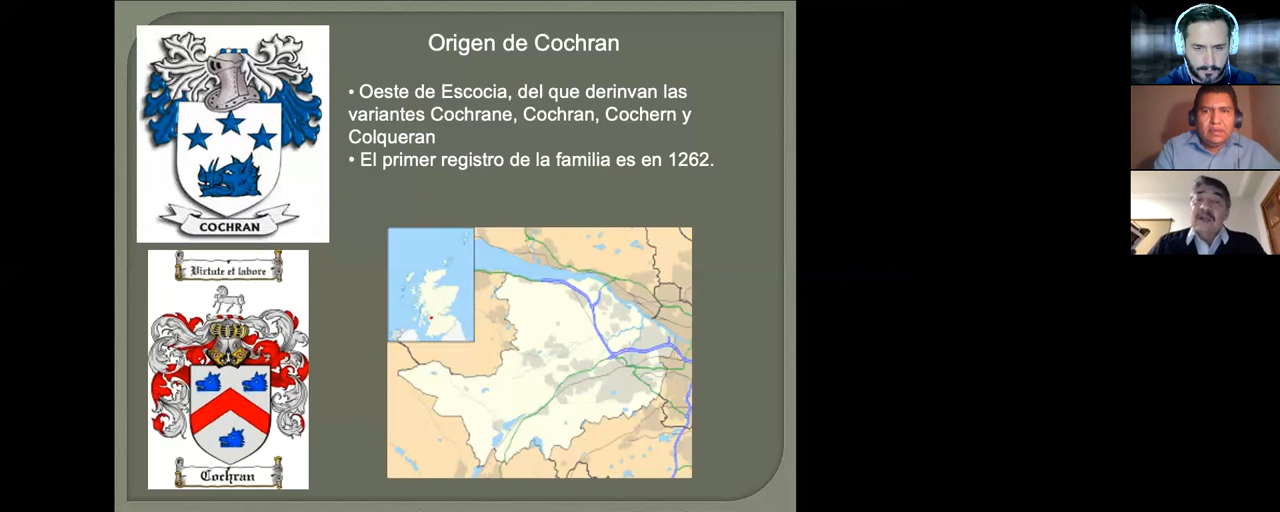 Origen de Cochran
• Oeste de Escocia, del que derinvan las
variantes Cochrane, Cochran, Cochern y
Colqueran
• El primer registro de la familia es en 1262.
COCHRAN
Virtute et labore
Cochran